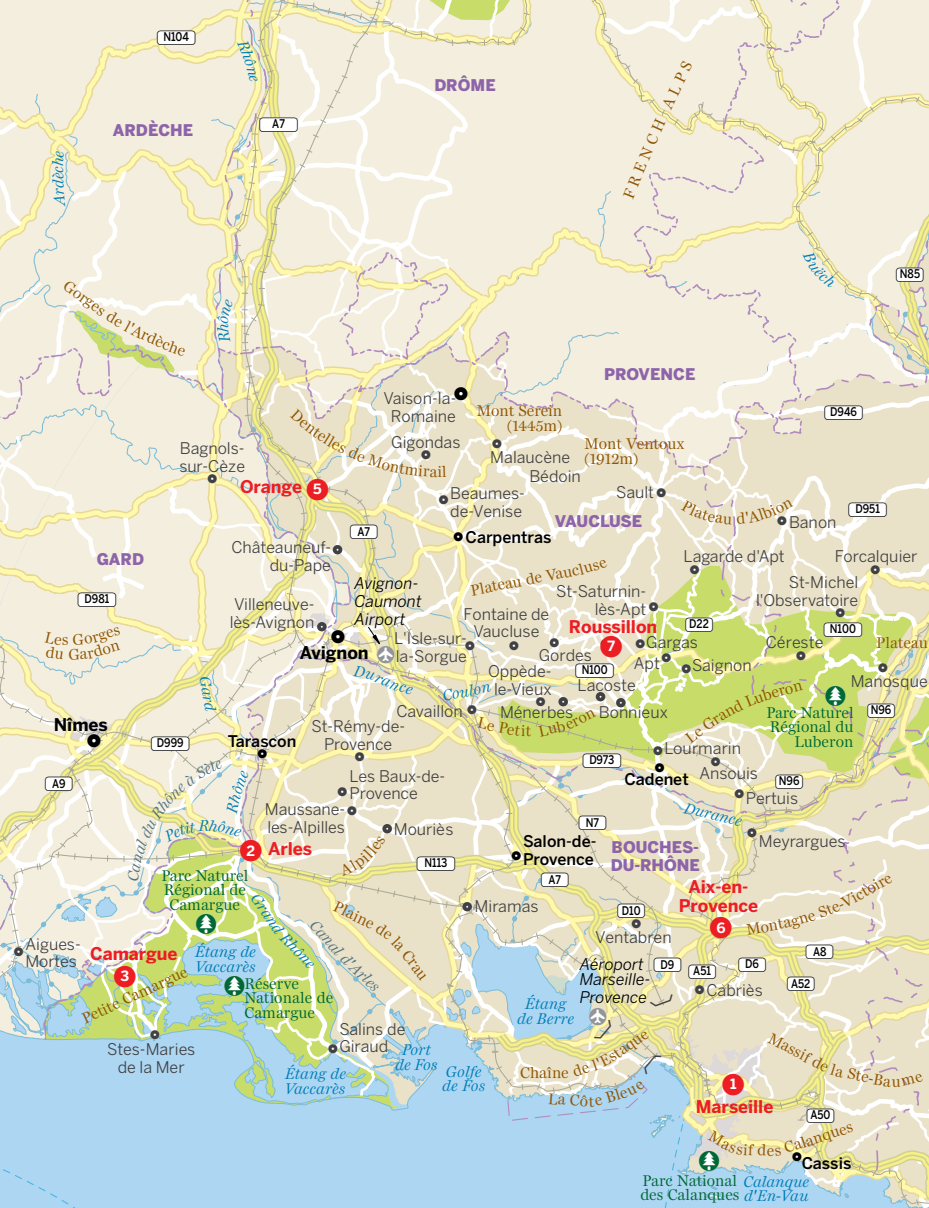 N104
Rhône
DRÔME
FRENCH ALPS
ARDÈCHE
A7
Ardèche
Buëch
N85
Gorges de l'Ardèche
Rhône
PROVENCE
Vaison-la-
Romaine
Mont Serein
(1445m)
D946
Dentelles de Montmirail
Gigondas
Malaucène
Mont Ventoux
(1912m)
Bagnols-
sur-Cèze
Bédoin
Orange
5
Beaumes-
de-Venise
Sault
Plateau d'Albion
Banon
D951
VAUCLUSE
A7
Carpentras
GARD
Châteauneuf-
du-Pape
Lagarde d'Apt
Forcalquier
Plateau de Vaucluse
St-Michel
l'Observatoire
Avignon-
Caumont
Airport
St-Saturnin-
lès-Apt
D981
Villeneuve-
lès-Avignon
Fontaine de
Vaucluse
Roussillon
7
D22
N100
Les Gorges
du Gardon
Avignon
L'Isle-sur-
la-Sorgue
Gordes
Gargas
Céreste
Plateau
N100
Apt
Saignon
Manosque
Durance
Coulon
Oppède-
le-Vieux
Lacoste
Gard
Cavaillon
Ménerbes
Bonnieux
Le Petit Luberon
Le Grand Luberon
Parc Naturel
Régional du
Luberon
N96
Nîmes
D999
Tarascon
St-Rémy-de-
Provence
Lourmarin
D973
Cadenet
Ansouis
N96
A9
Canal du Rhône à Sète
Rhône
Les Baux-de-
Provence
Pertuis
Maussane-
les-Alpilles
Mouriès
Durance
Petit Rhône
N7
Meyrargues
2
Arles
Alpilles
N113
Salon-de-
Provence
BOUCHES-
DU-RHÔNE
Parc Naturel
Régional de
Camargue
A7
Aix-en-
Provence
6
Montagne Ste-Victoire
Grand Rhône
Plaine de la Crau
Miramas
D10
Ventabren
Canal d'Arles
Aigues-
Mortes
Camargue
3
Étang de
Vaccarès
Aéroport
Marseille-
Provence
D9
A51
D6
A8
A52
Petite Camargue
Réserve
Nationale de
Camargue
Étang
de Berre
Cabriès
Stes-Maries
de la Mer
Salins de
Giraud
Port
de Fos
Golfe
de Fos
Chaîne de l'Estaque
Massif de la Ste-Baume
Étang de
Vaccarès
La Côte Bleue
1
Marseille
A50
Massif des Calanques
Cassis
Parc National
des Calanques
Calanque
d'En-Vau